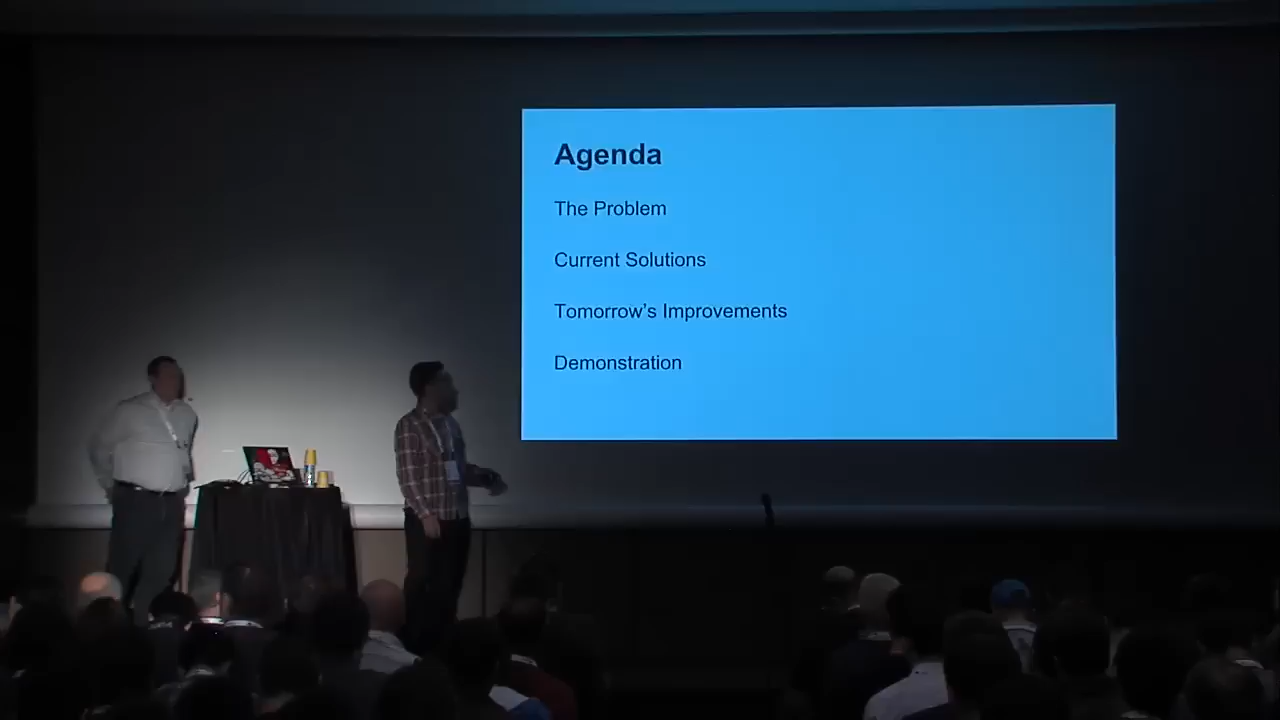 Agenda
The Problem
Current Solutions
Tomorrow’s Improvements
Demonstration